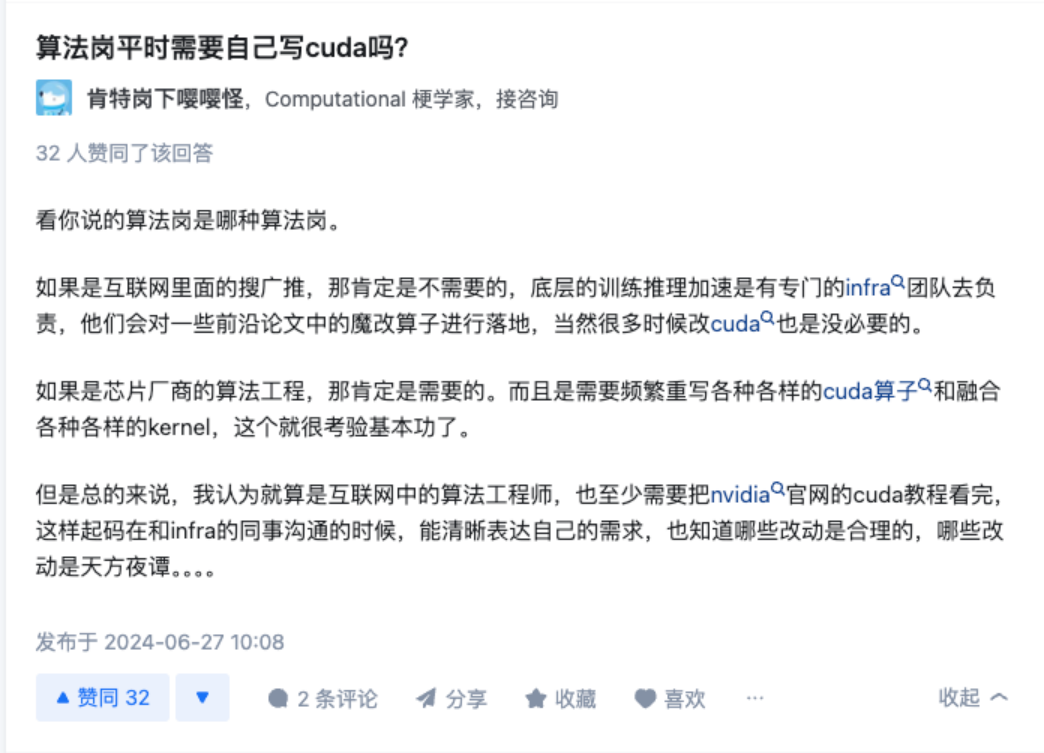 算法岗平时需要自己写cuda吗?
肯特岗下嘤嘤怪，Computational 梗学家，接咨询
32 人赞同了该回答
看你说的算法岗是哪种算法岗。
如果是互联网里面的搜广推，那肯定是不需要的，底层的训练推理加速是有专门的infra团队去负
责，他们会对一些前沿论文中的魔改算子进行落地，当然很多时候改cuda也是没必要的。
如果是芯片厂商的算法工程，那肯定是需要的。而且是需要频繁重写各种各样的cuda算子和融合
各种各样的kernel，这个就很考验基本功了。
但是总的来说，我认为就算是互联网中的算法工程师，也至少需要把nvidia官网的cuda教程看完，
这样起码在和infra的同事沟通的时候，能清晰表达自己的需求，也知道哪些改动是合理的，哪些改
动是天方夜谭。。。。
发布于 2024-06-27 10:08
赞同 32 2 条评论 分享 收藏 喜欢 ··· 收起